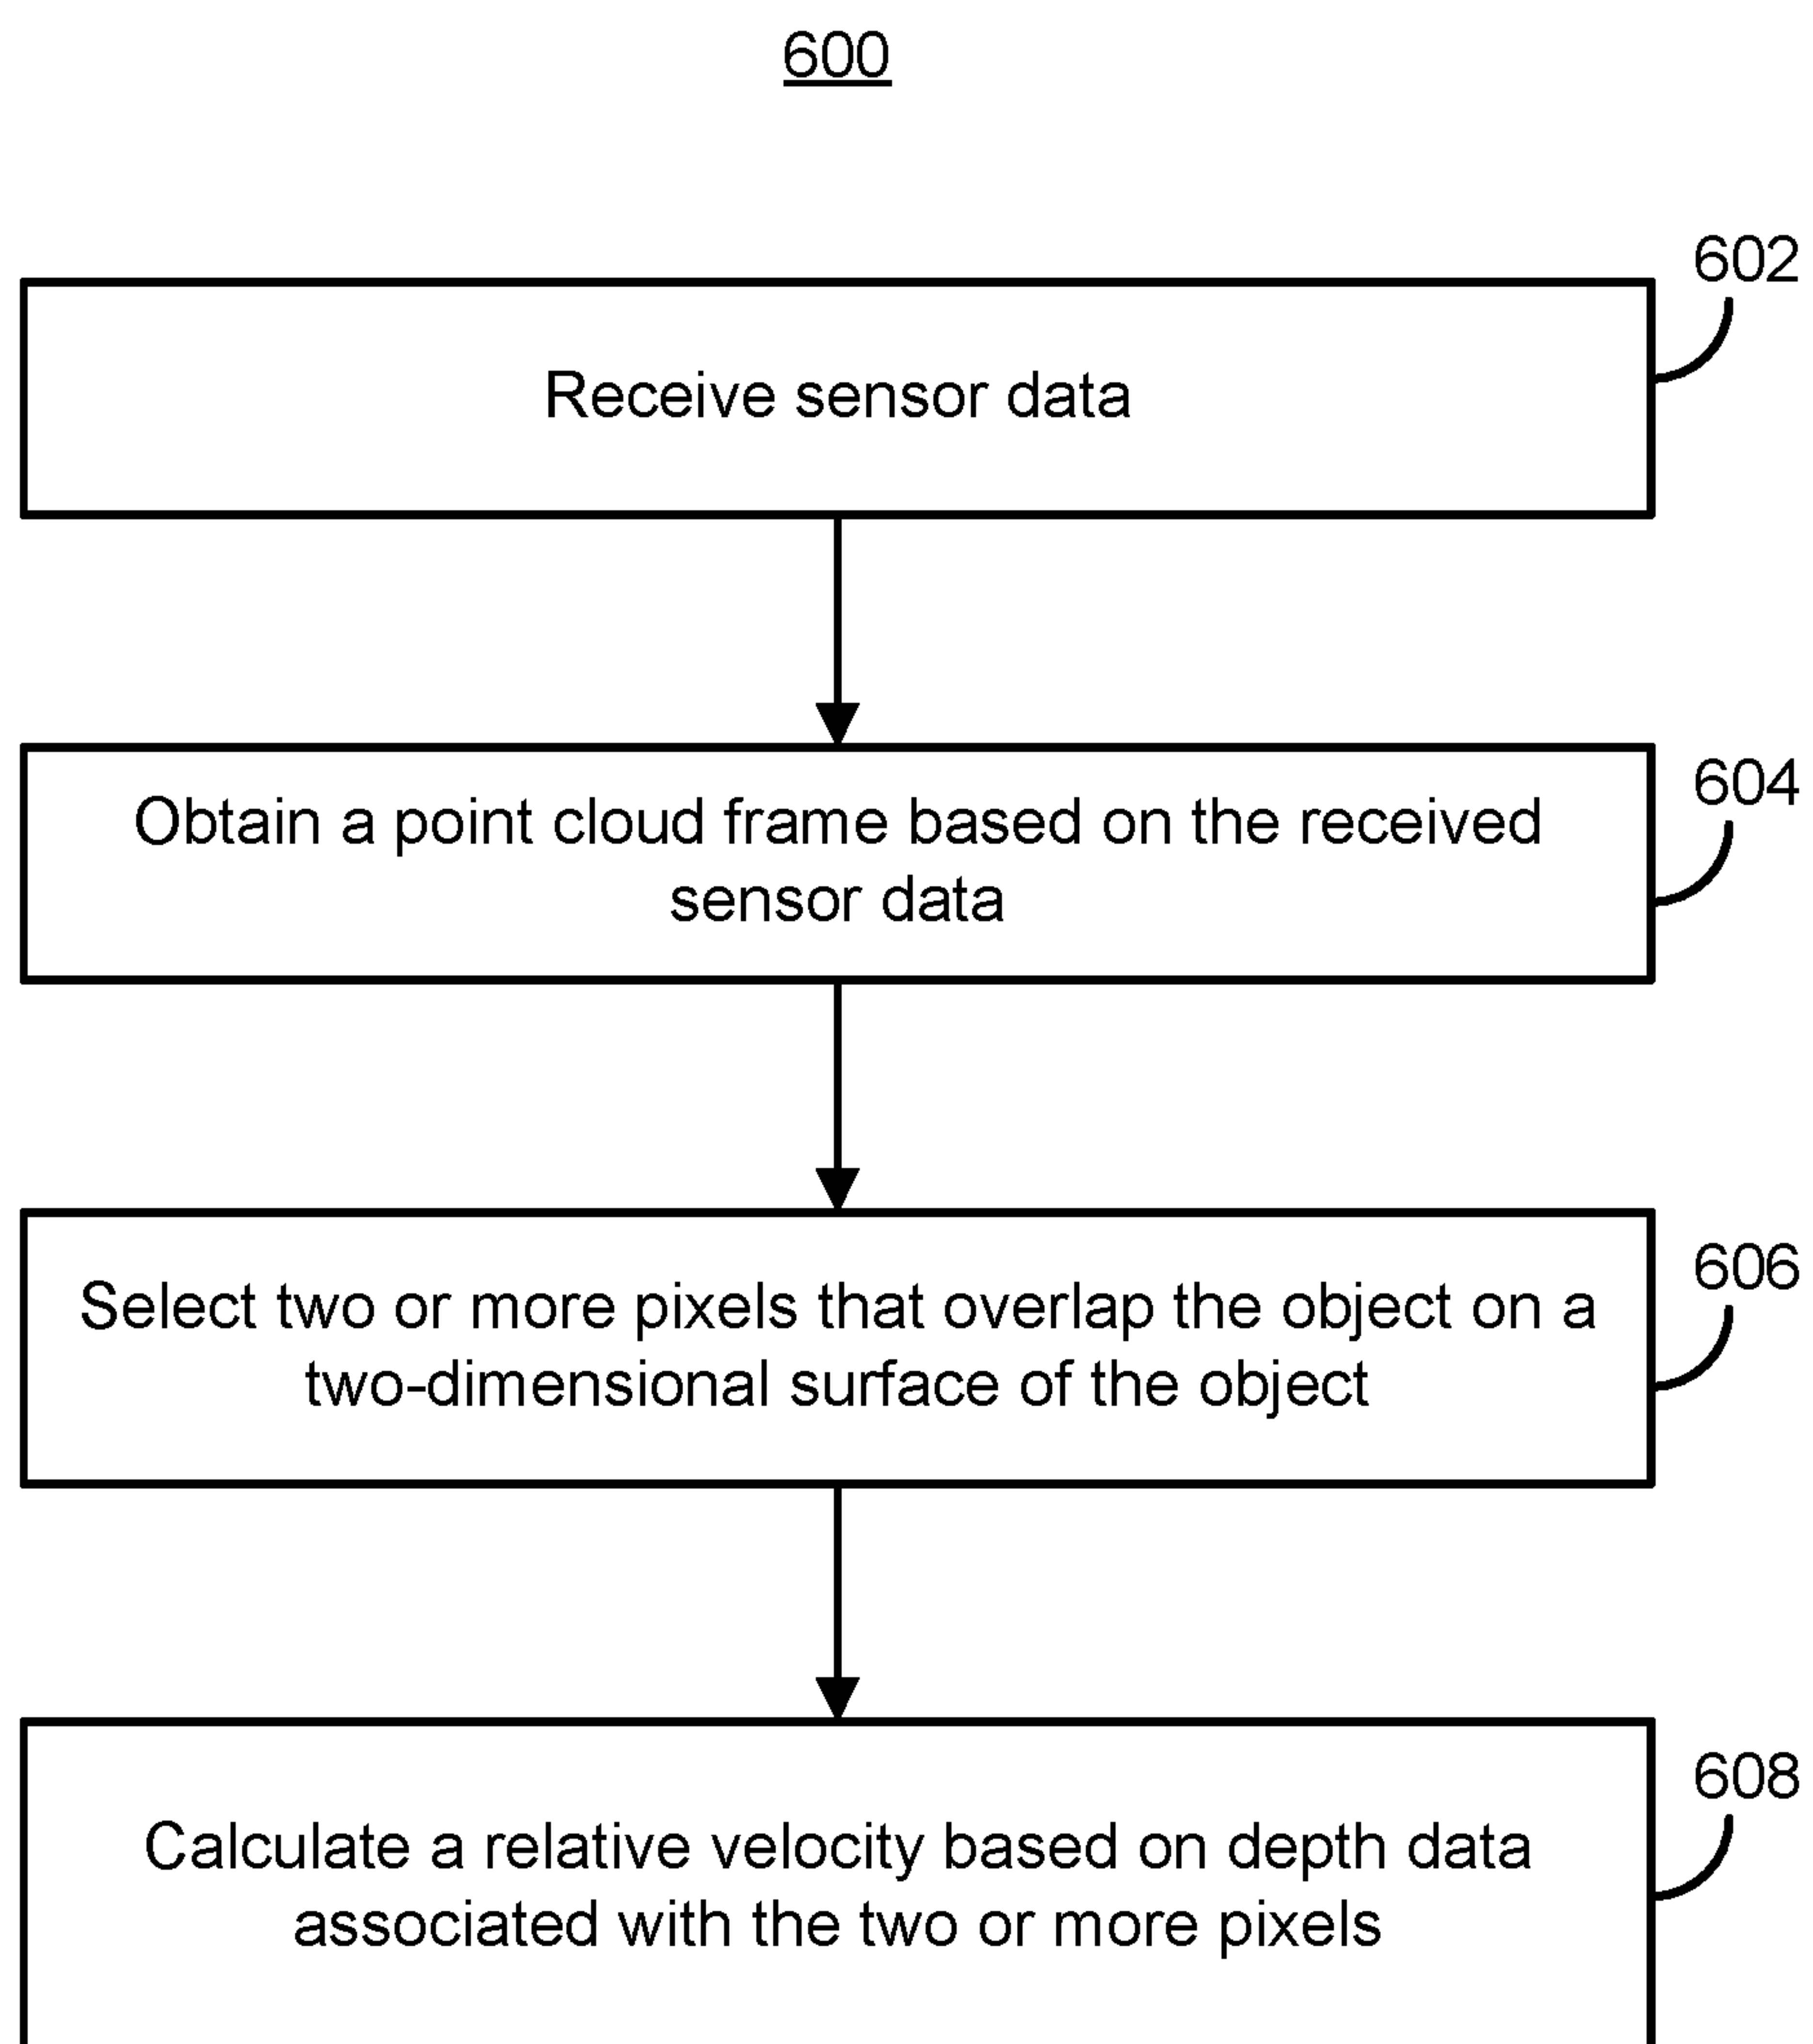 600
602
Receive sensor data
604
Obtain a point cloud frame based on the received
sensor data
606
Select two or more pixels that overlap the object on a
two-dimensional surface of the object
608
Calculate a relative velocity based on depth data
associated with the two or more pixels